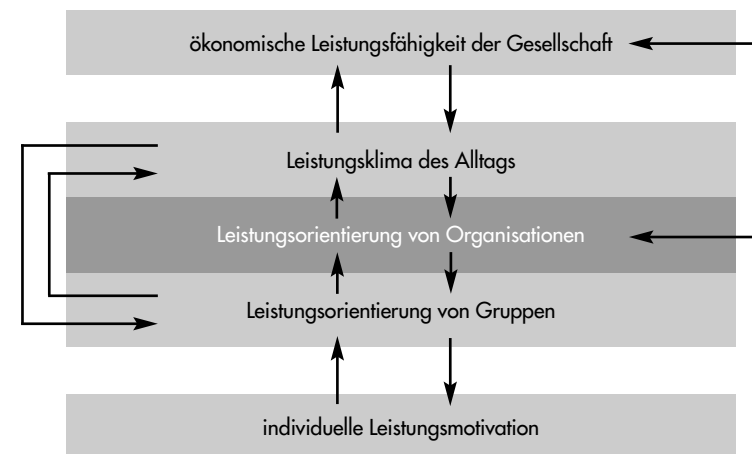 ökonomische Leistungsfähigkeit der Gesellschaft
Leistungsklima des Alltags
Leistungsorientierung von Organisationen
Leistungsorientierung von Gruppen
individuelle Leistungsmotivation